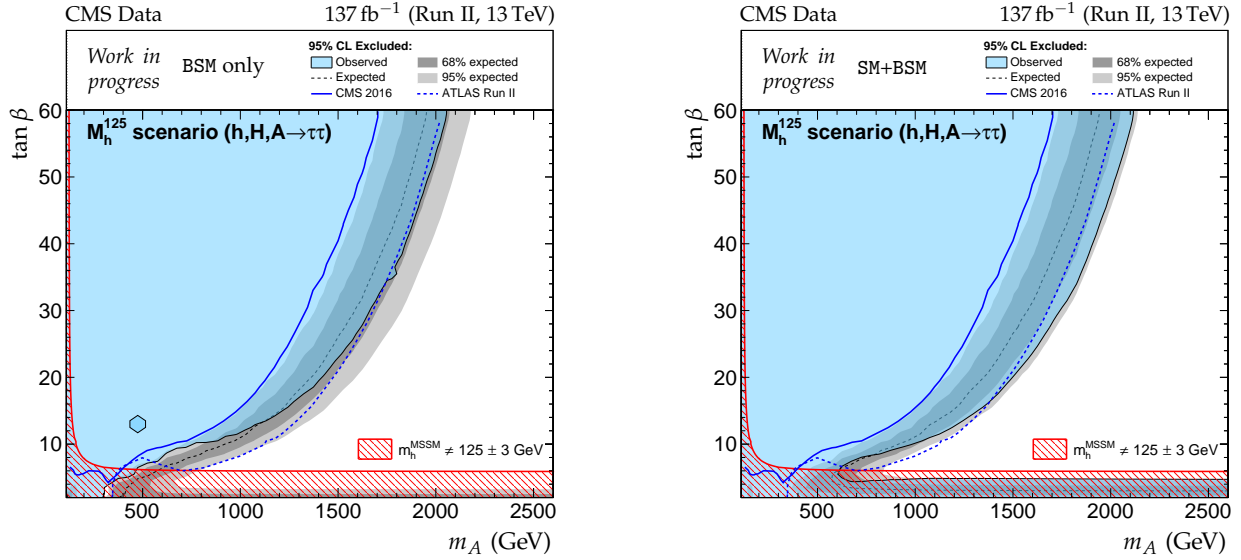 CMS Data 137 fb⁻¹ (Run II, 13 TeV)
Work in progress BSM only
95% CL Excluded:
Observed 68% expected
Expected 95% expected
CMS 2016 ATLAS Run II
M_h^125 scenario (h,H,A→ττ)
tan β
60
50
40
30
20
10
m_h^MSSM ≠ 125 ± 3 GeV
500 1000 1500 2000 2500
m_A (GeV)
CMS Data 137 fb⁻¹ (Run II, 13 TeV)
Work in progress SM+BSM
95% CL Excluded:
Observed 68% expected
Expected 95% expected
CMS 2016 ATLAS Run II
M_h^125 scenario (h,H,A→ττ)
tan β
60
50
40
30
20
10
m_h^MSSM ≠ 125 ± 3 GeV
500 1000 1500 2000 2500
m_A (GeV)